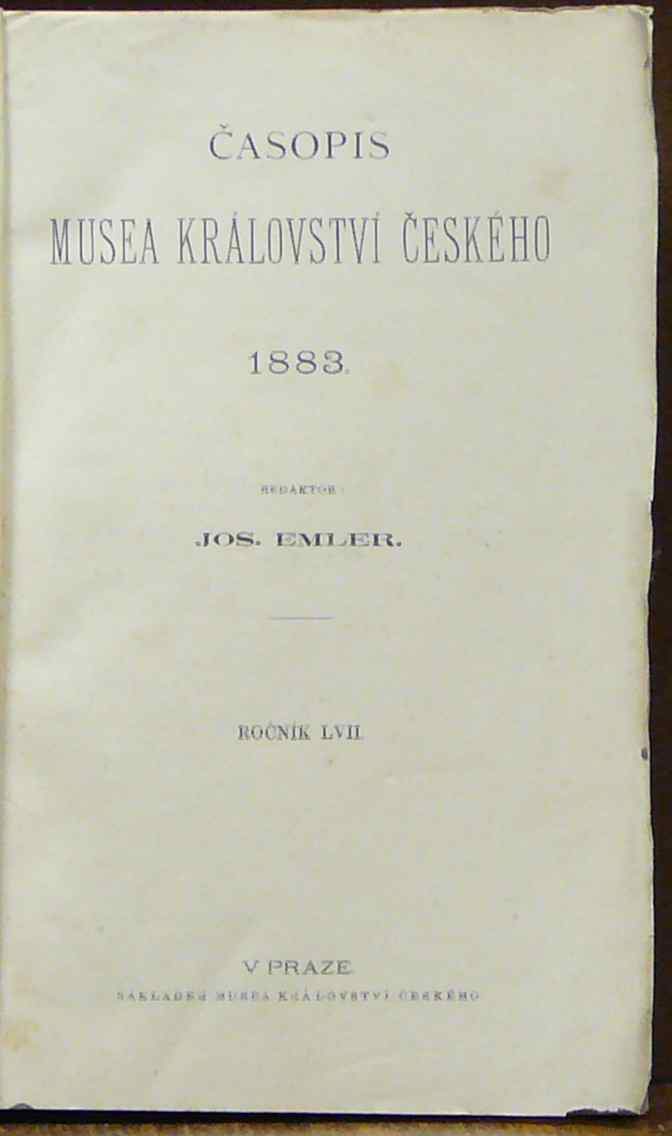 ČASOPIS
MUSEA KRÁLOVSTVÍ ČESKÉHO
1883.
REDAKTOR
JOS. EMLER.
ROČNÍK LVII.
V PRAZE.
NÁKLADEM MUSEA KRÁLOVSTVÍ ČESKÉHO